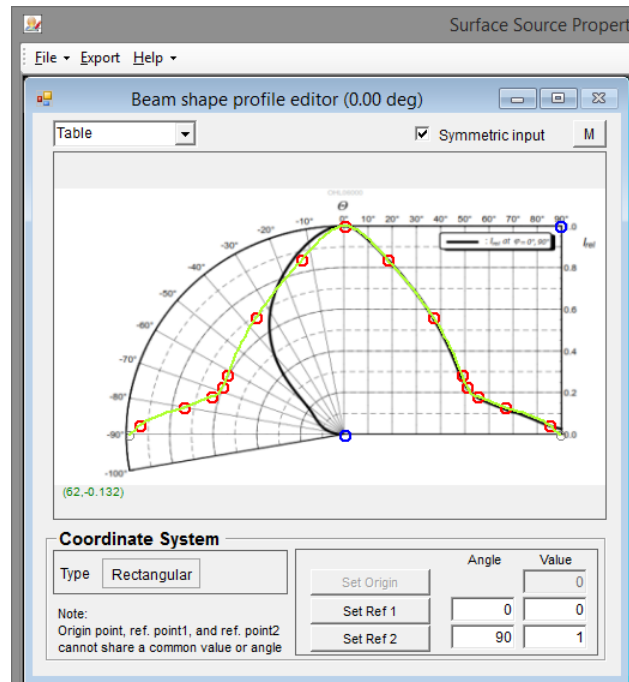 Surface Source Propert
File Export Help
Beam shape profile editor (0.00 deg)
Table
Symmetric input
M
Θ
-10° 0° 10° 20° 30° 40° 50° 60° 70° 80° 90°
-20°
-30°
-40°
-60°
-70°
-80°
-90°
-100°
: Irel at φ = 0°, 90°
.0
Irel
0.8
0.6
0.4
0.2
0.0
(62,-0.132)
Coordinate System
Type Rectangular
Note:
Origin point, ref. point1, and ref. point2
cannot share a common value or angle
Angle Value
Set Origin 0
Set Ref 1 0 0
Set Ref 2 90 1